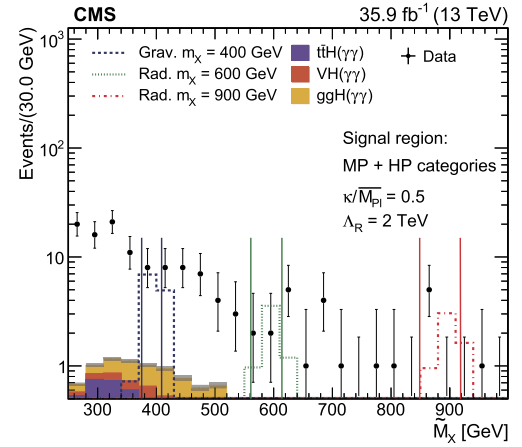 CMS 35.9 fb⁻¹ (13 TeV)
Events/(30.0 GeV)
Grav. m_X = 400 GeV tt̄H(γγ) Data
Rad. m_X = 600 GeV VH(γγ)
Rad. m_X = 900 GeV ggH(γγ)
Signal region:
MP + HP categories
κ/M̅_Pl = 0.5
Λ_R = 2 TeV
10³
10²
10
1
300 400 500 600 700 800 900
M̃_X [GeV]